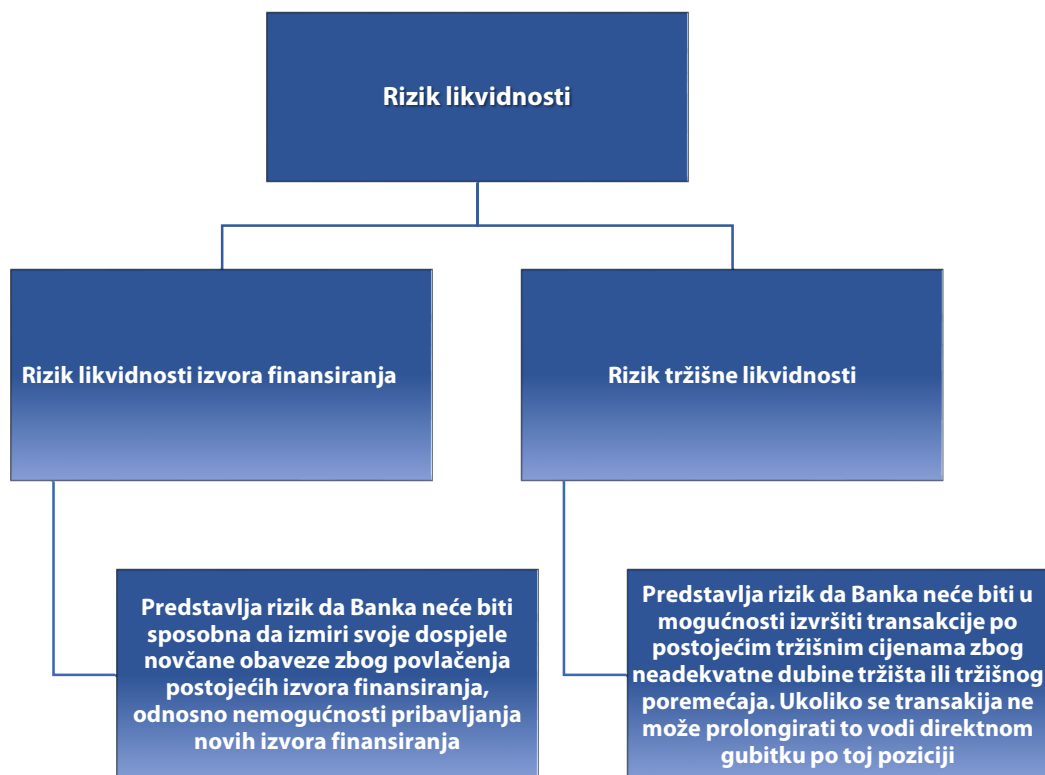 Rizik likvidnosti
Rizik likvidnosti izvora finansiranja
Rizik tržišne likvidnosti
Predstavlja rizik da Banka neće biti
sposobna da izmiri svoje dospjele
novčane obaveze zbog povlačenja
postojećih izvora finansiranja,
odnosno nemogućnosti pribavljanja
novih izvora finansiranja
Predstavlja rizik da Banka neće biti u
mogućnosti izvršiti transakcije po
postojećim tržišnim cijenama zbog
neadekvatne dubine tržišta ili tržišnog
poremećaja. Ukoliko se transakija ne
može prolongirati to vodi direktnom
gubitku po toj poziciji